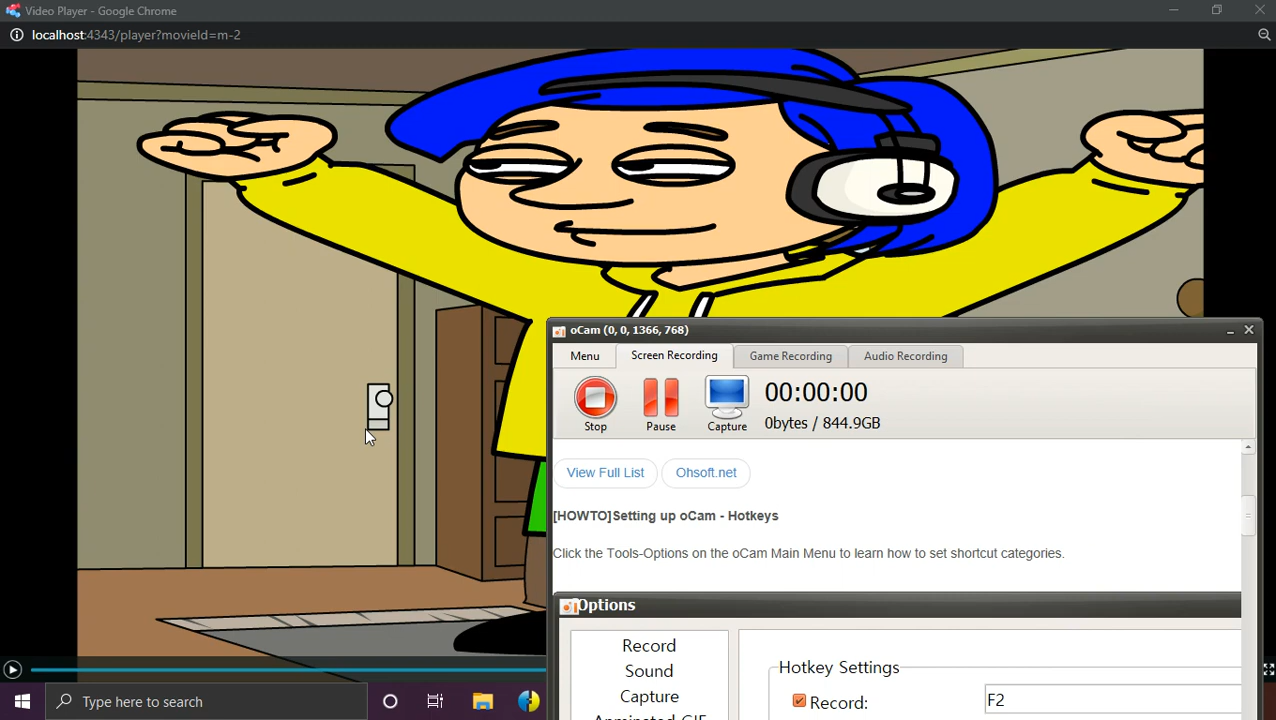 Video Player - Google Chrome
localhost:4343/player?movieId=m-2
oCam (0, 0, 1366, 768)
Menu
Screen Recording
Game Recording
Audio Recording
00:00:00
0bytes / 844.9GB
Stop
Pause
Capture
View Full List
Ohsoft.net
[HOWTO]Setting up oCam - Hotkeys
Click the Tools-Options on the oCam Main Menu to learn how to set shortcut categories.
Options
Record
Sound
Capture
Anminated GIF
Hotkey Settings
Record:
F2
Type here to search